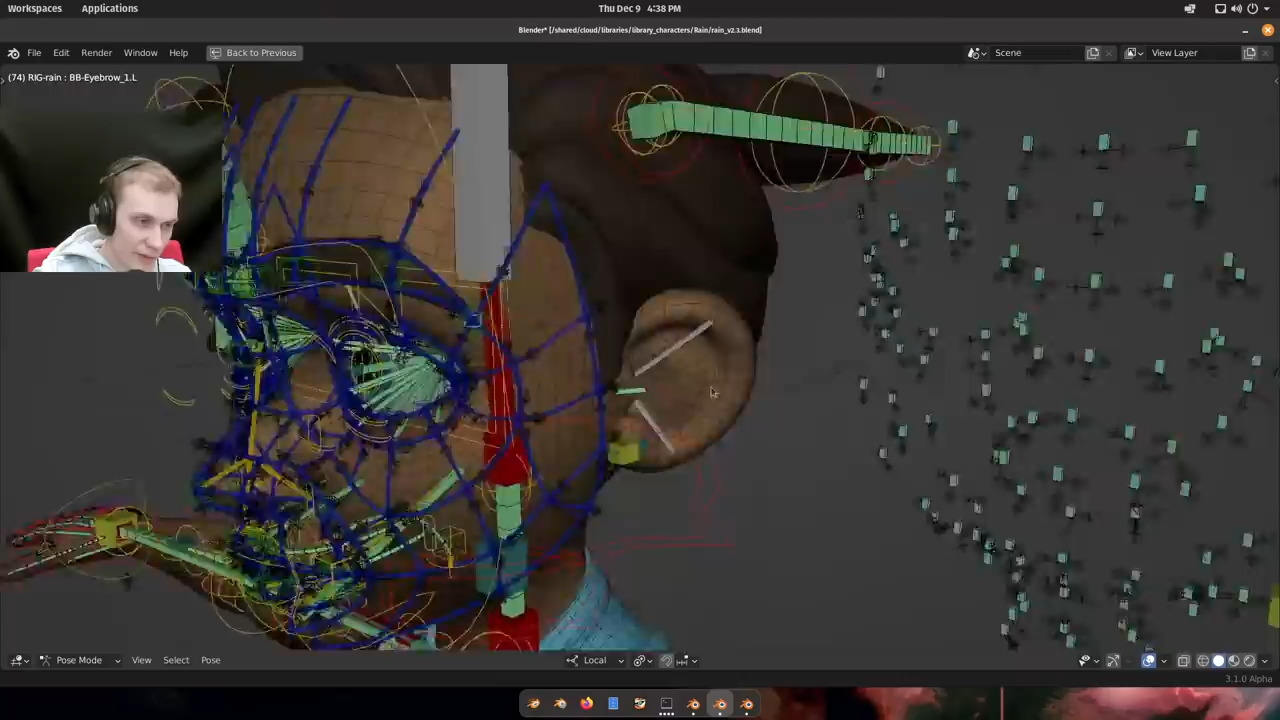 Workspaces Applications Thu Dec 9 4:38 PM
Blender* [/shared/cloud/libraries/library_characters/Rain/rain_v2.3.blend]
File Edit Render Window Help Back to Previous Scene View Layer
(74) RIG-rain : BB-Eyebrow_1.L
Pose Mode View Select Pose Local
3.1.0 Alpha